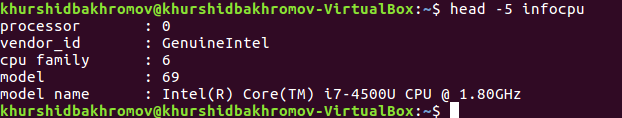 khurshidbakhromov@khurshidbakhromov-VirtualBox:~$ head -5 infocpu
processor       : 0
vendor_id       : GenuineIntel
cpu family      : 6
model           : 69
model name      : Intel(R) Core(TM) i7-4500U CPU @ 1.80GHz
khurshidbakhromov@khurshidbakhromov-VirtualBox:~$